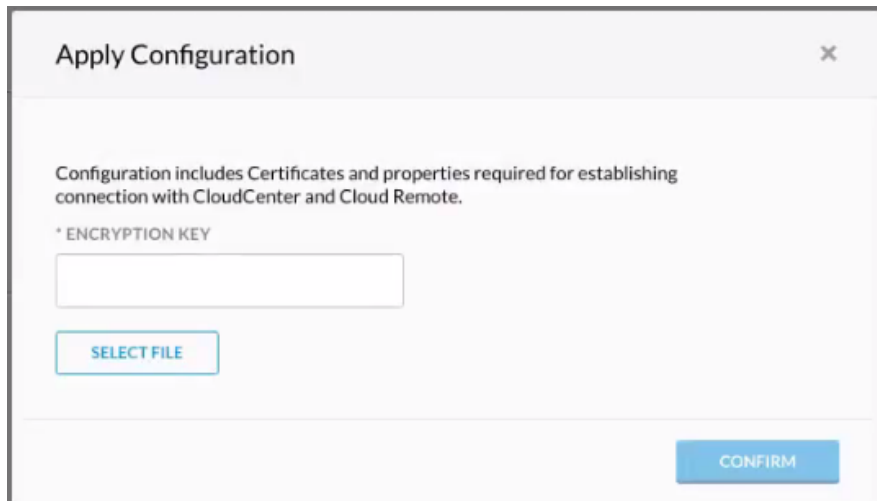 Apply Configuration
Configuration includes Certificates and properties required for establishing
connection with CloudCenter and Cloud Remote.
* ENCRYPTION KEY
SELECT FILE
CONFIRM